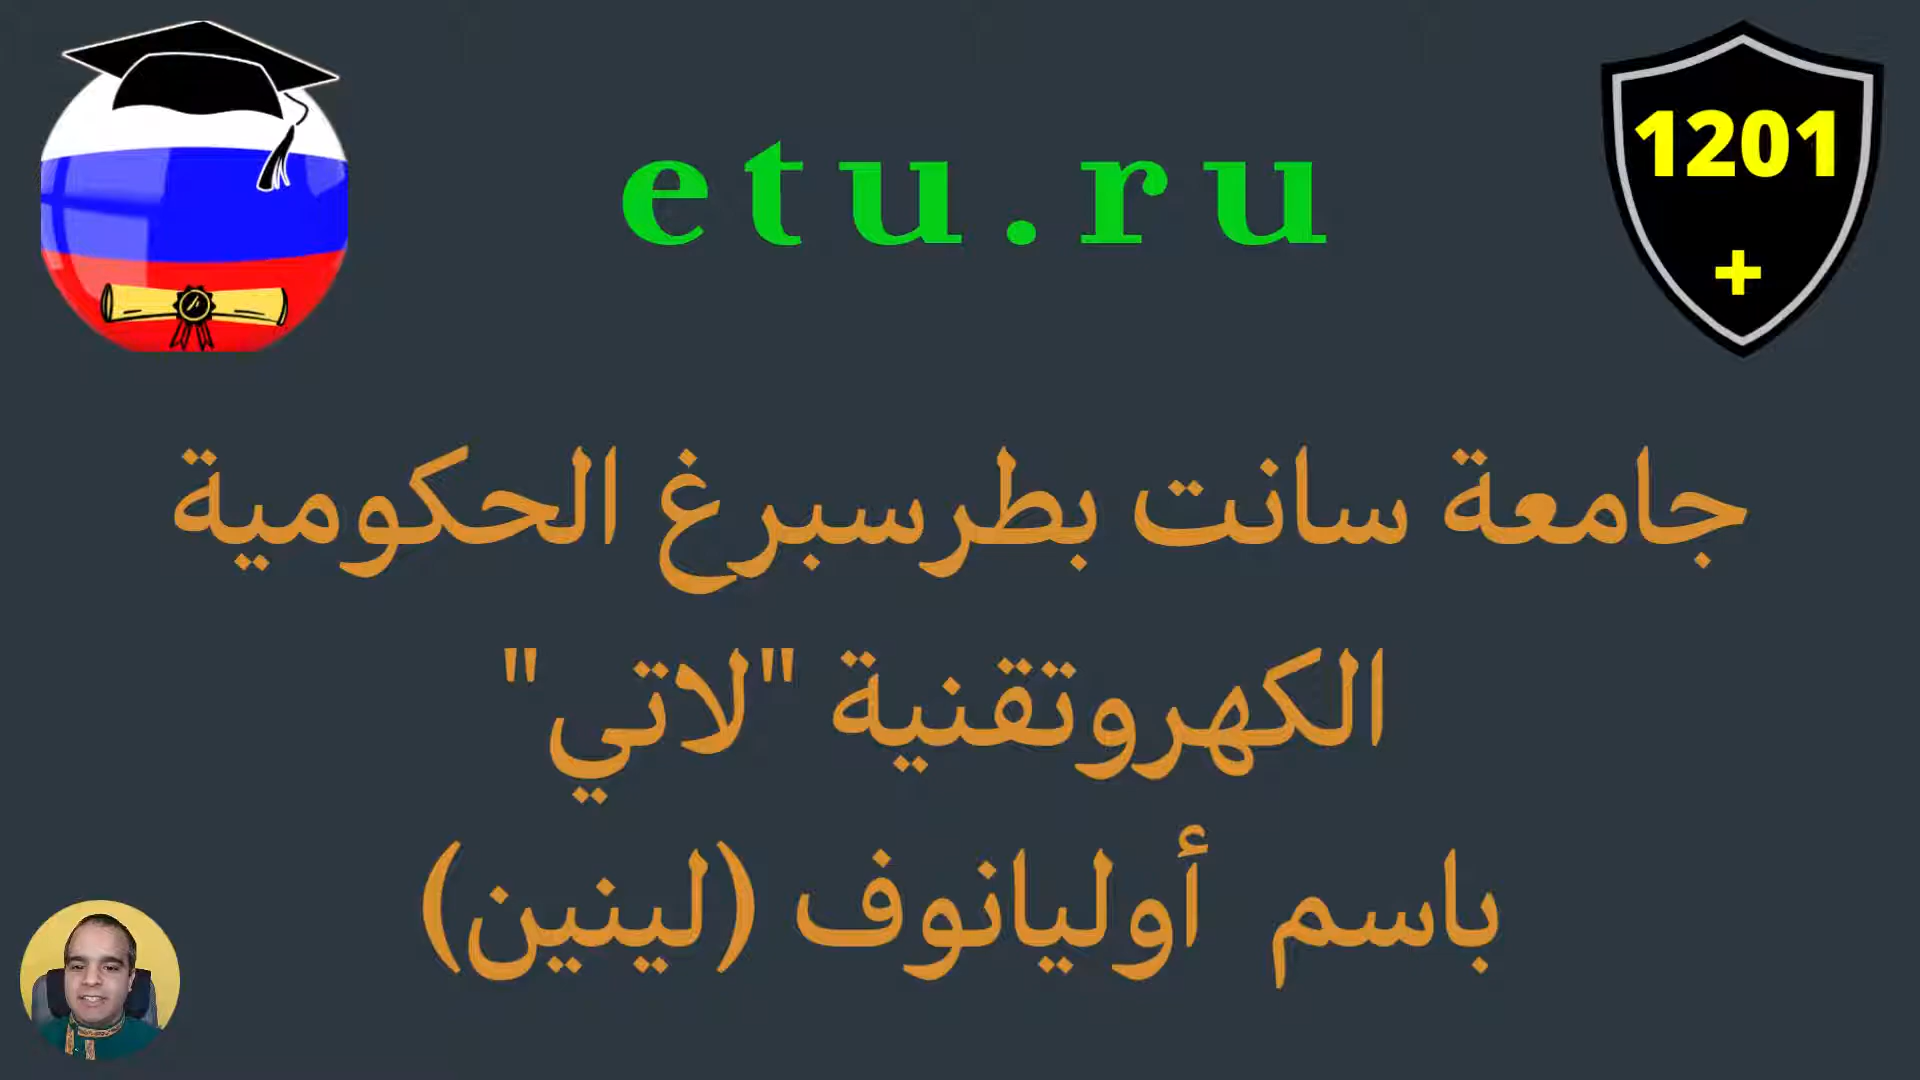 etu.ru
1201
+
جامعة سانت بطرسبرغ الحكومية
الكهروتقنية "لاتي"
باسم أوليانوف (لينين)